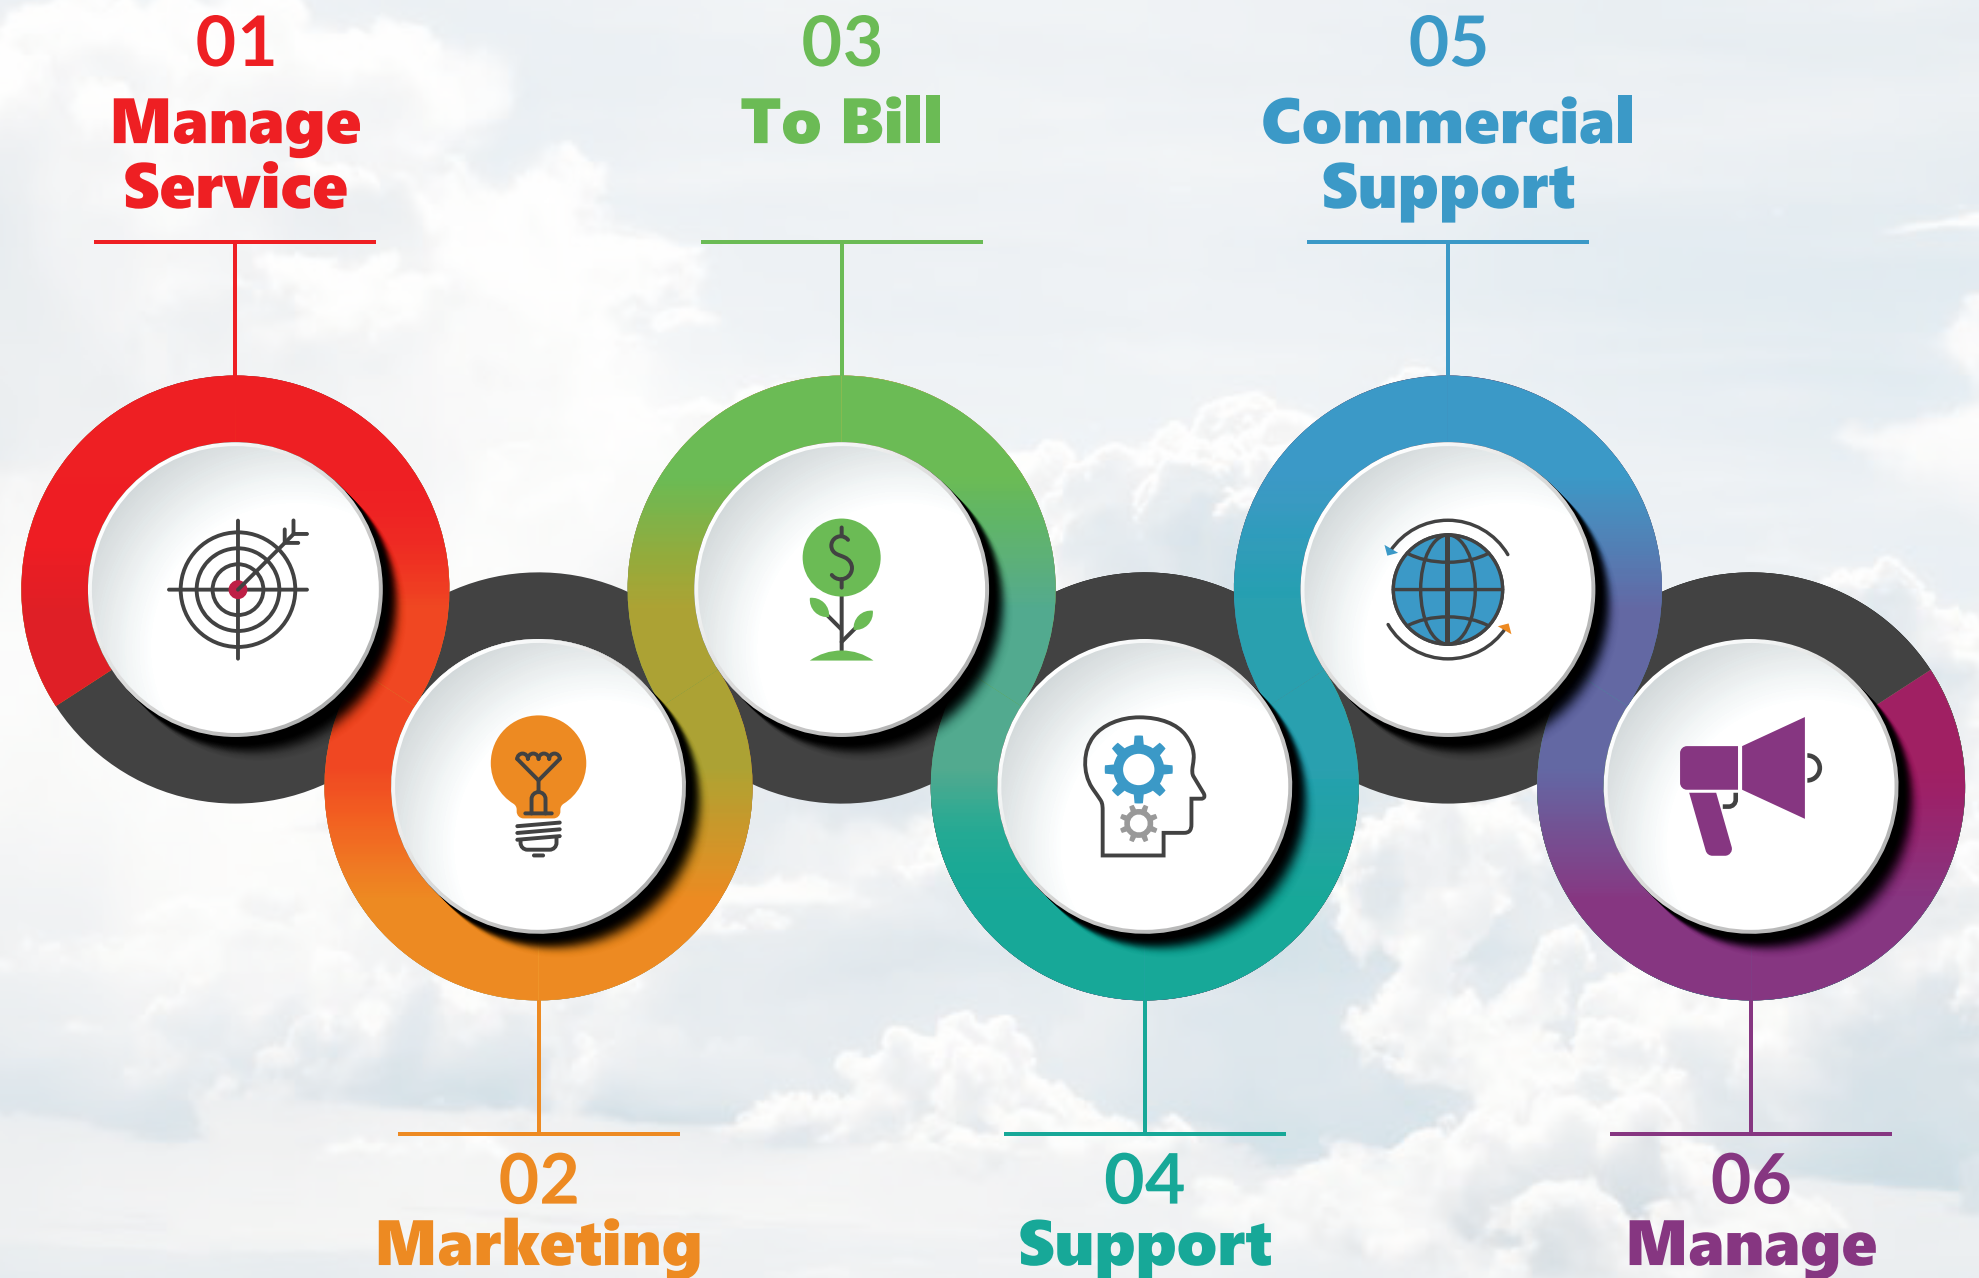 01
Manage
Service
02
Marketing
03
To Bill
04
Support
05
Commercial
Support
06
Manage